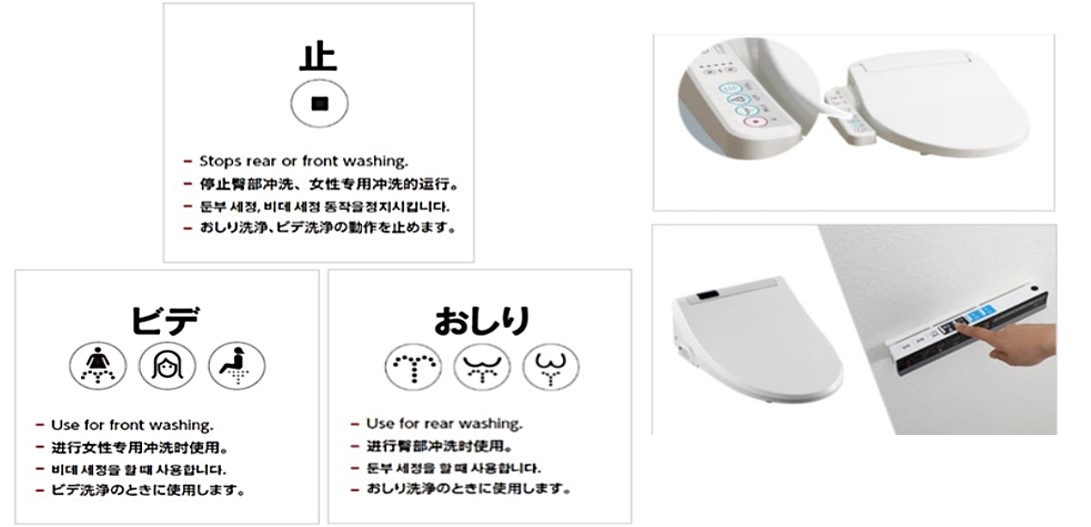 止
– Stops rear or front washing.
– 停止臀部冲洗、女性专用冲洗的运行。
– 둔부 세정, 비데 세정 동작을정지시킵니다.
– おしり洗浄、ビデ洗浄の動作を止めます。
ビデ
– Use for front washing.
– 进行女性专用冲洗时使用。
– 비데 세정을 할 때 사용합니다.
– ビデ洗浄のときに使用します。
おしり
– Use for rear washing.
– 进行臀部冲洗时使用。
– 둔부 세정을 할 때 사용합니다.
– おしり洗浄のときに使用します。